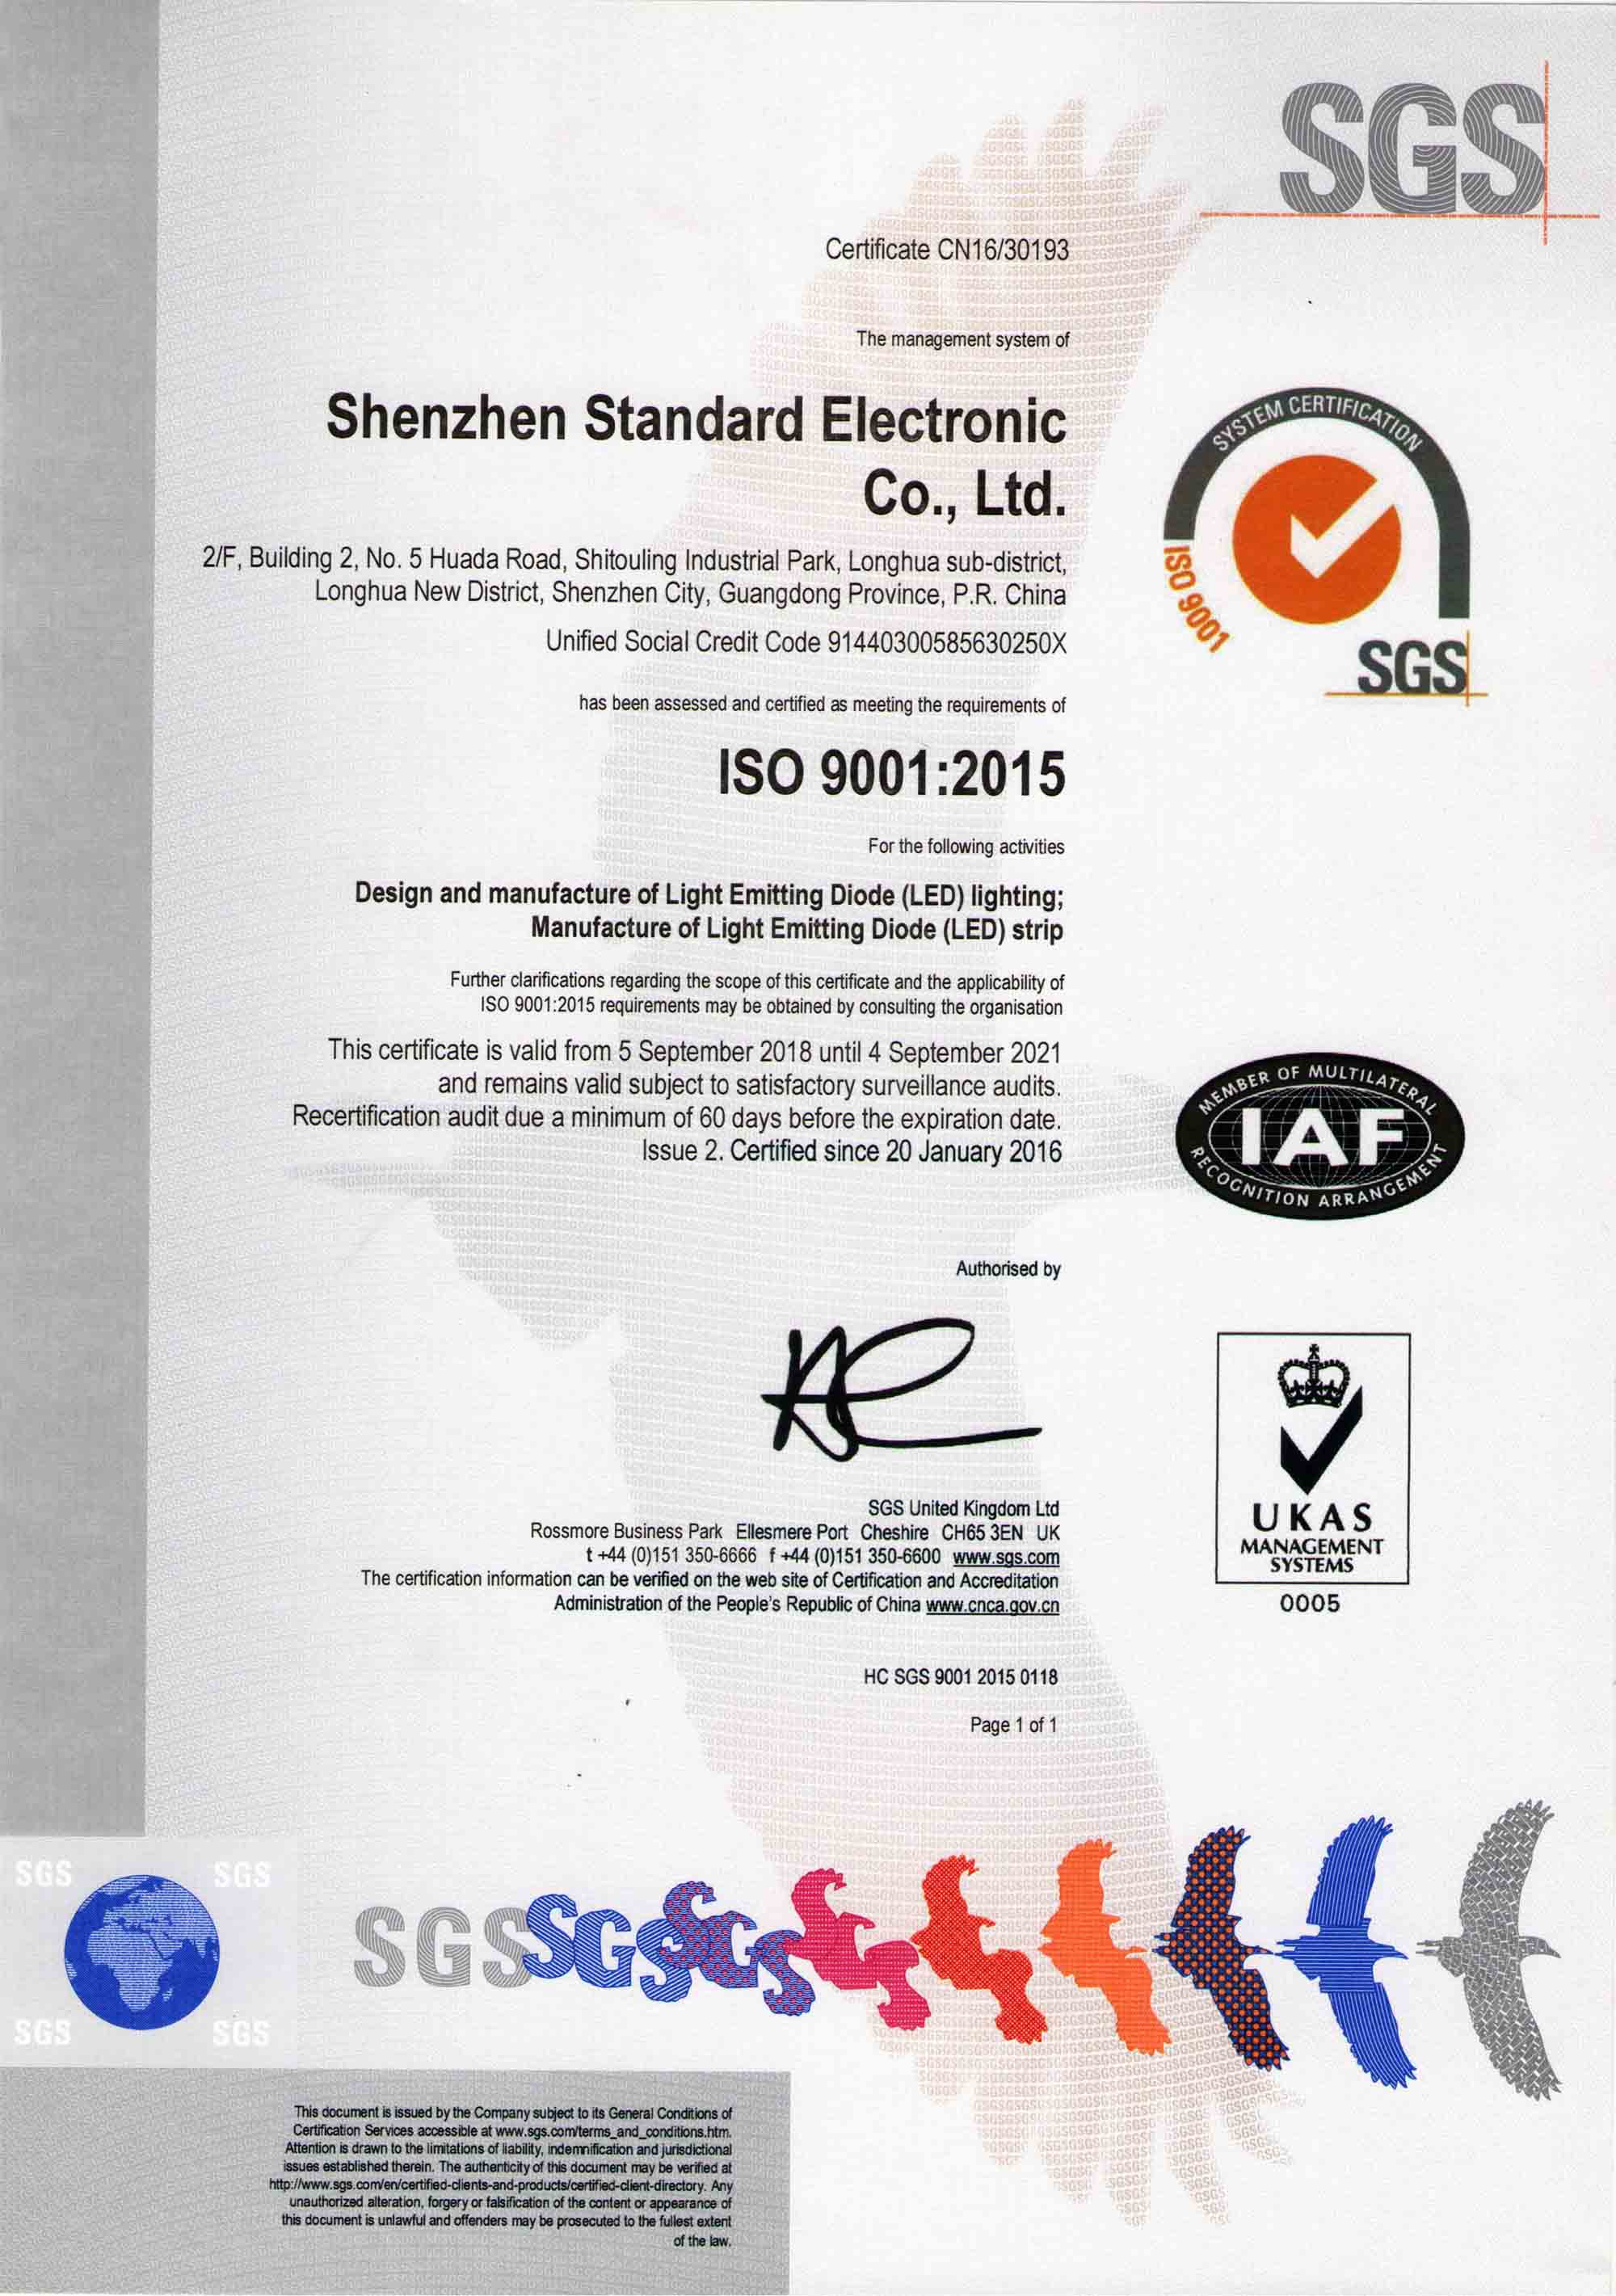 SGS
Certificate CN16/30193
The management system of
Shenzhen Standard Electronic
Co., Ltd.
2/F, Building 2, No. 5 Huada Road, Shitouling Industrial Park, Longhua sub-district,
Longhua New District, Shenzhen City, Guangdong Province, P.R. China
Unified Social Credit Code 91440300585630250X
has been assessed and certified as meeting the requirements of
SYSTEM CERTIFICATION
ISO 9001
SGS
ISO 9001:2015
For the following activities
Design and manufacture of Light Emitting Diode (LED) lighting;
Manufacture of Light Emitting Diode (LED) strip
Further clarifications regarding the scope of this certificate and the applicability of
ISO 9001:2015 requirements may be obtained by consulting the organisation
This certificate is valid from 5 September 2018 until 4 September 2021
and remains valid subject to satisfactory surveillance audits.
Recertification audit due a minimum of 60 days before the expiration date.
Issue 2. Certified since 20 January 2016
MEMBER OF MULTILATERAL
IAF
RECOGNITION ARRANGEMENT
Authorised by
SGS United Kingdom Ltd
Rossmore Business Park Ellesmere Port Cheshire CH65 3EN UK
t +44 (0)151 350-6666 f +44 (0)151 350-6600 www.sgs.com
The certification information can be verified on the web site of Certification and Accreditation
Administration of the People's Republic of China www.cnca.gov.cn
UKAS
MANAGEMENT
SYSTEMS
0005
HC SGS 9001 2015 0118
Page 1 of 1
SGS SGS
SGS SGS SGS
SGS SGS
This document is issued by the Company subject to its General Conditions of
Certification Services accessible at www.sgs.com/terms_and_conditions.htm.
Attention is drawn to the limitations of liability, indemnification and jurisdictional
issues established therein. The authenticity of this document may be verified at
http://www.sgs.com/en/certified-clients-and-products/certified-client-directory. Any
unauthorized alteration, forgery or falsification of the content or appearance of
this document is unlawful and offenders may be prosecuted to the fullest extent
of the law.